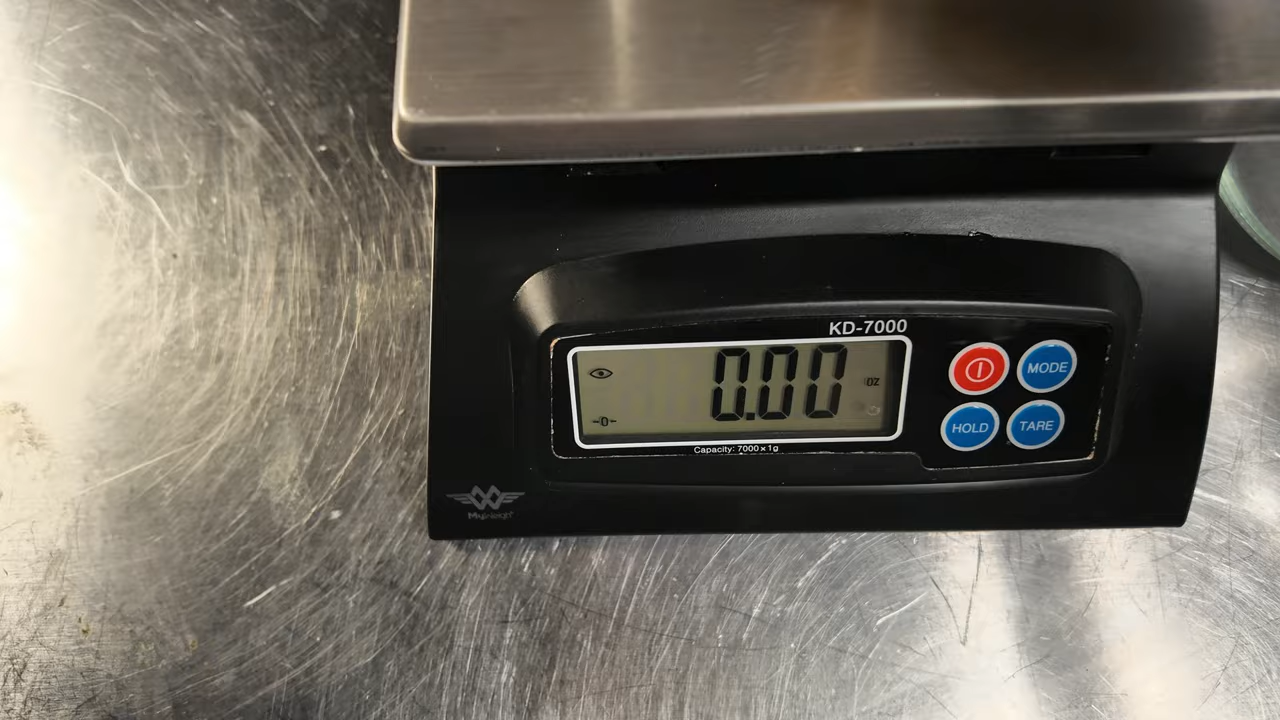 KD-7000
0.00
oz
-0-
Capacity: 7000×1g
MODE
HOLD
TARE